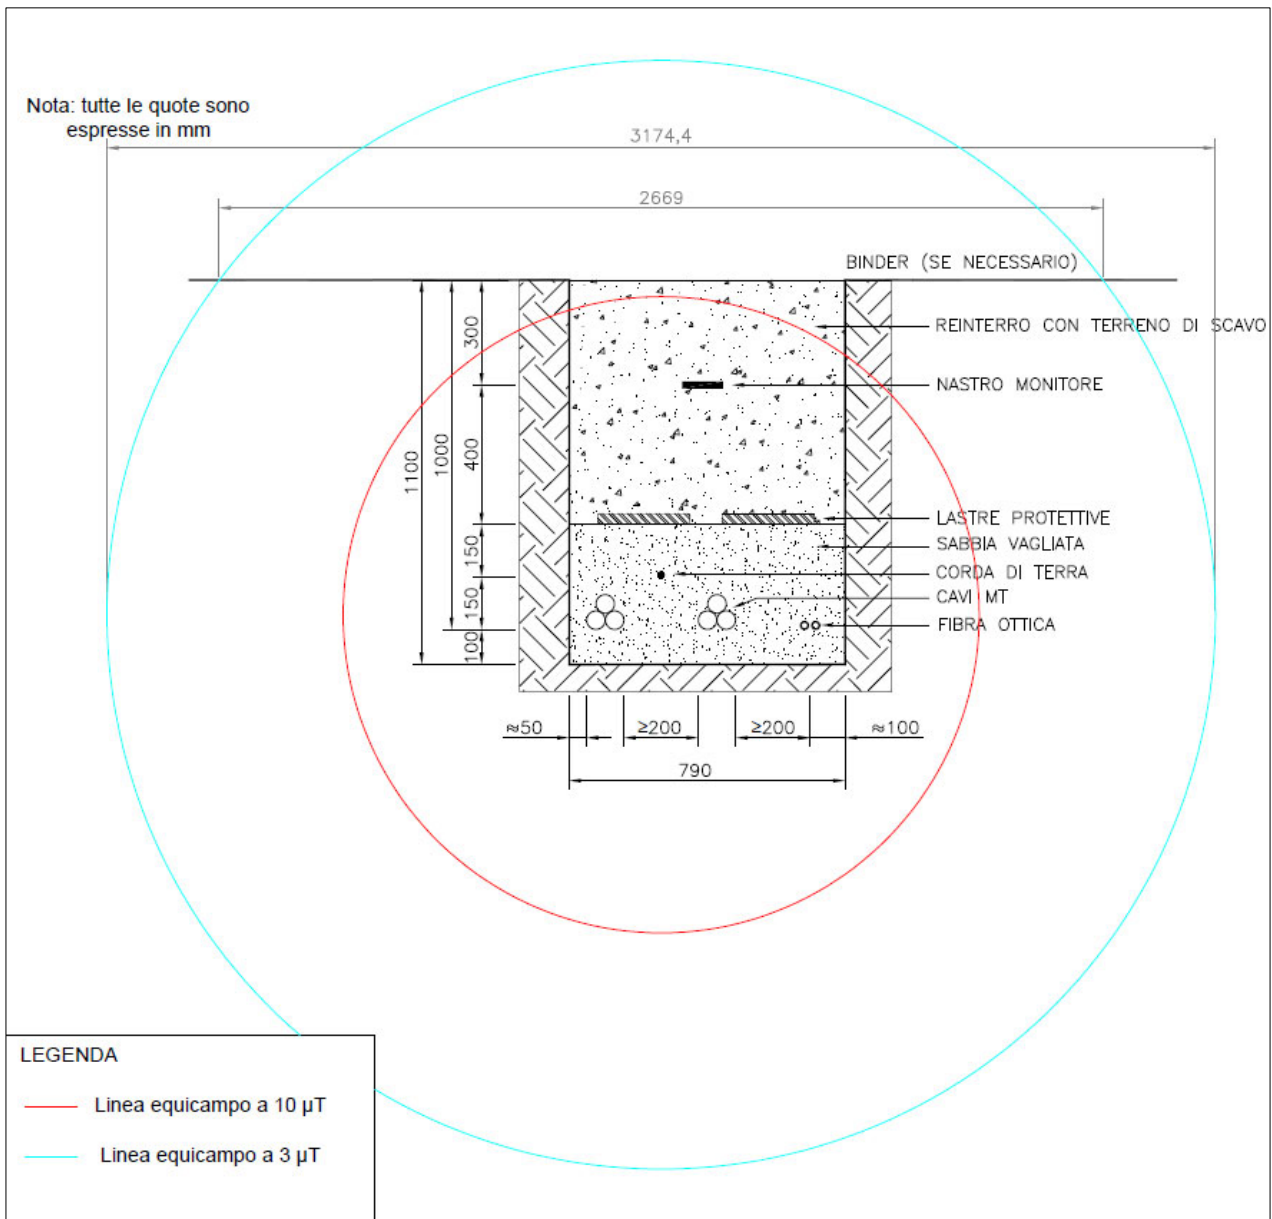 Nota: tutte le quote sono
espresse in mm
3174,4
2669
BINDER (SE NECESSARIO)
REINTERRO CON TERRENO DI SCAVO
NASTRO MONITORE
LASTRE PROTETTIVE
SABBIA VAGLIATA
CORDA DI TERRA
CAVI MT
FIBRA OTTICA
300
400
150
150
100
1000
1100
≈50
≥200
≥200
≈100
790
LEGENDA
Linea equicampo a 10 µT
Linea equicampo a 3 µT